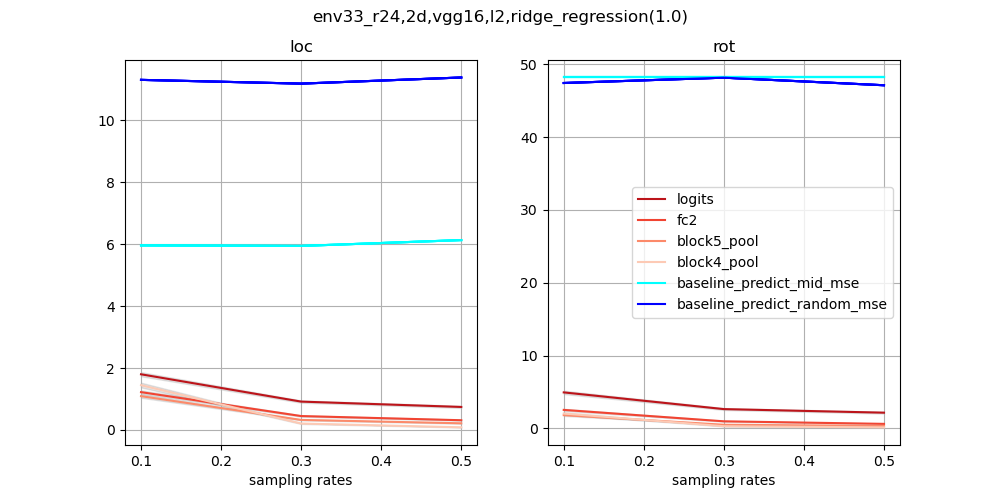 env33_r24,2d,vgg16,l2,ridge_regression(1.0)
loc
10
8
6
4
2
0
0.1 0.2 0.3 0.4 0.5
sampling rates
rot
50
40
30
20
10
0
logits
fc2
block5_pool
block4_pool
baseline_predict_mid_mse
baseline_predict_random_mse
0.1 0.2 0.3 0.4 0.5
sampling rates